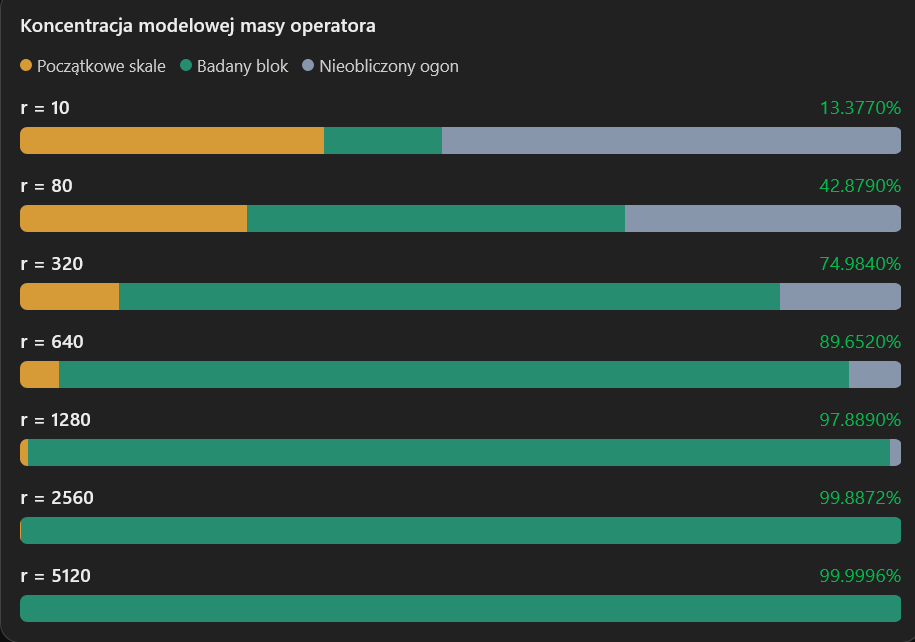 Koncentracja modelowej masy operatora
Początkowe skale Badany blok Nieobliczony ogon
r = 10 13.3770%
r = 80 42.8790%
r = 320 74.9840%
r = 640 89.6520%
r = 1280 97.8890%
r = 2560 99.8872%
r = 5120 99.9996%